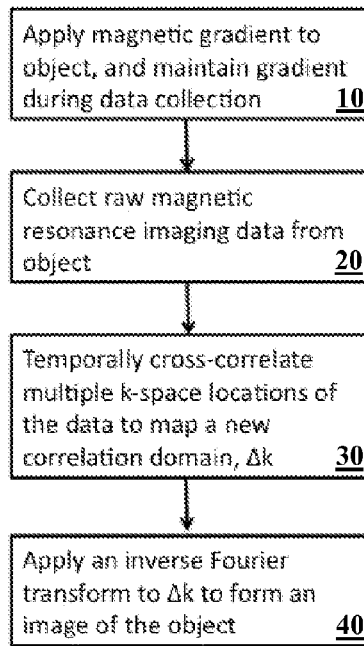 Apply magnetic gradient to
object, and maintain gradient
during data collection 10
Collect raw magnetic
resonance imaging data from
object 20
Temporally cross-correlate
multiple k-space locations of
the data to map a new
correlation domain, Δk 30
Apply an inverse Fourier
transform to Δk to form an
image of the object 40